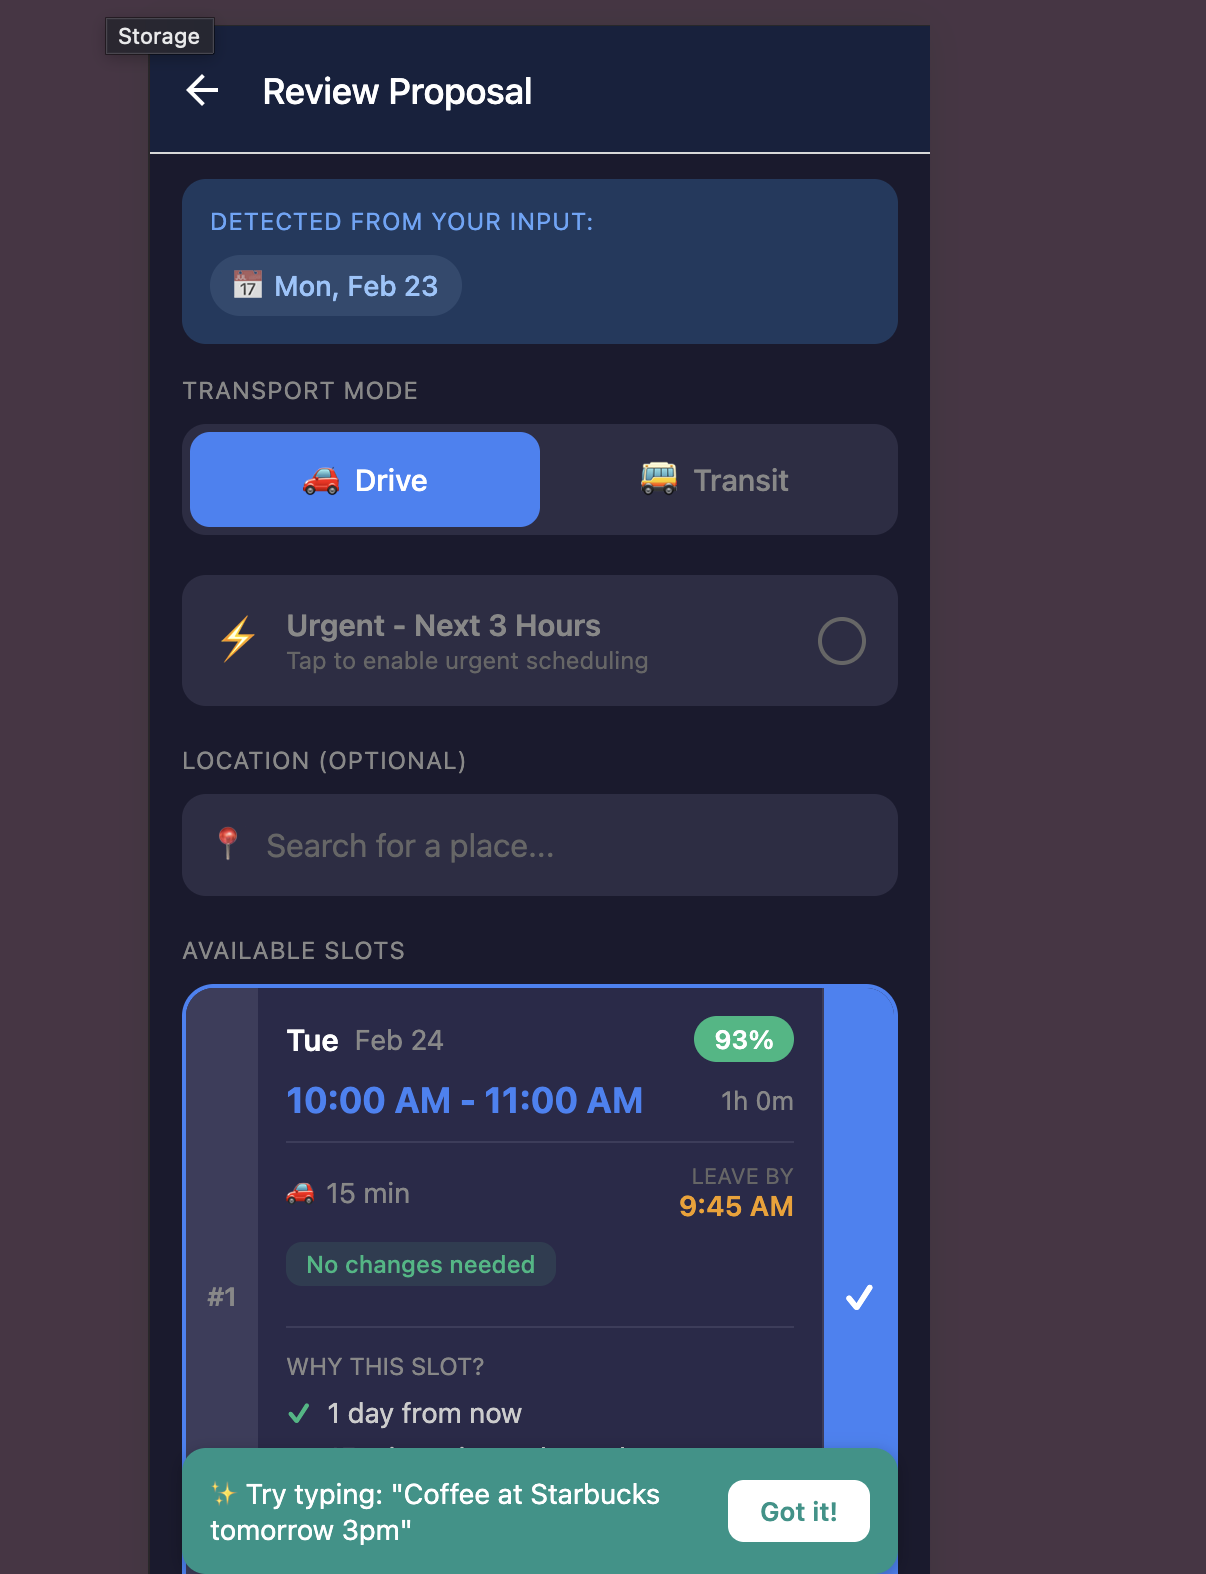 Storage
Review Proposal
DETECTED FROM YOUR INPUT:
📅 Mon, Feb 23
TRANSPORT MODE
🚗 Drive
🚌 Transit
⚡ Urgent - Next 3 Hours
Tap to enable urgent scheduling
LOCATION (OPTIONAL)
📍 Search for a place...
AVAILABLE SLOTS
Tue Feb 24 93%
10:00 AM - 11:00 AM 1h 0m
LEAVE BY
🚗 15 min
9:45 AM
No changes needed
#1
WHY THIS SLOT?
✓ 1 day from now
✨ Try typing: "Coffee at Starbucks
tomorrow 3pm"
Got it!